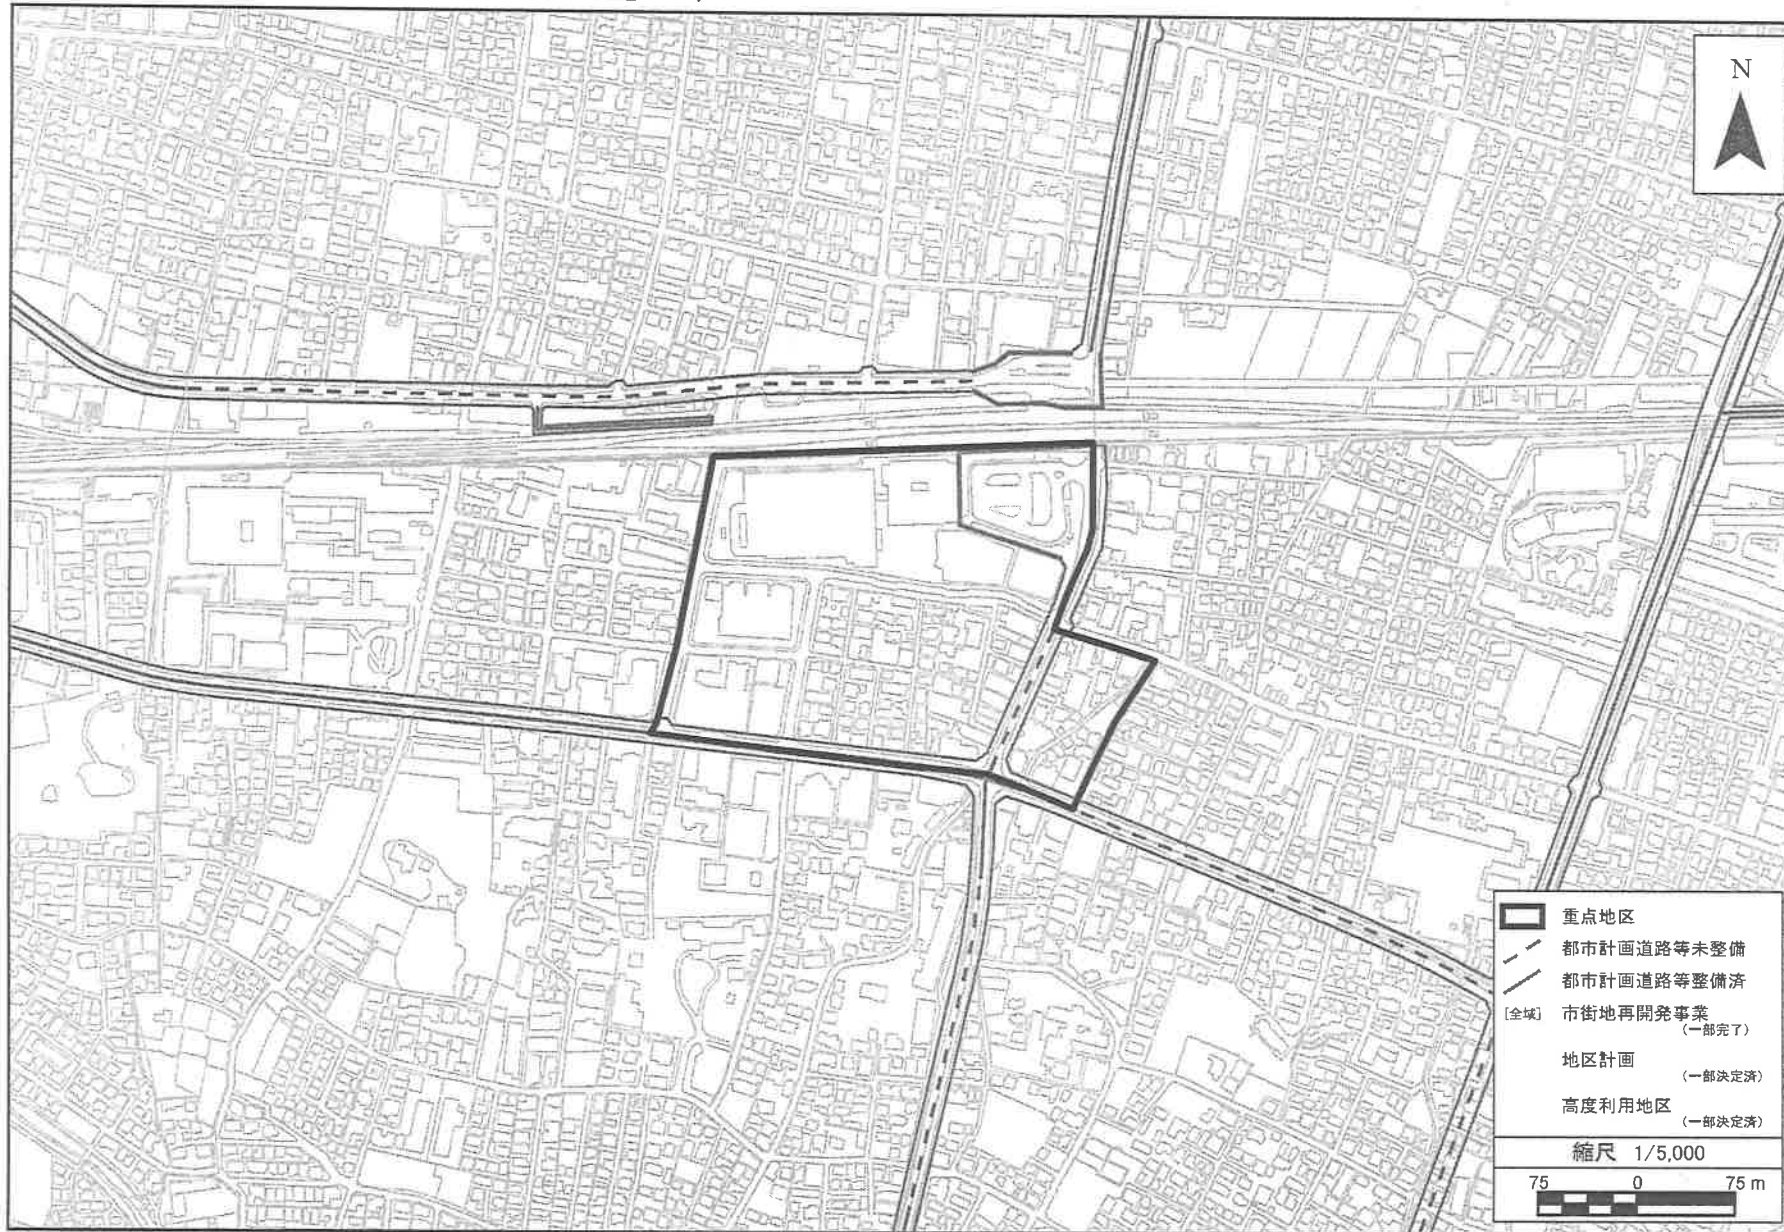 N
重点地区
都市計画道路等未整備
都市計画道路等整備済
[全域] 市街地再開発事業
(一部完了)
地区計画
(一部決定済)
高度利用地区
(一部決定済)
縮尺 1/5,000
75 0 75 m